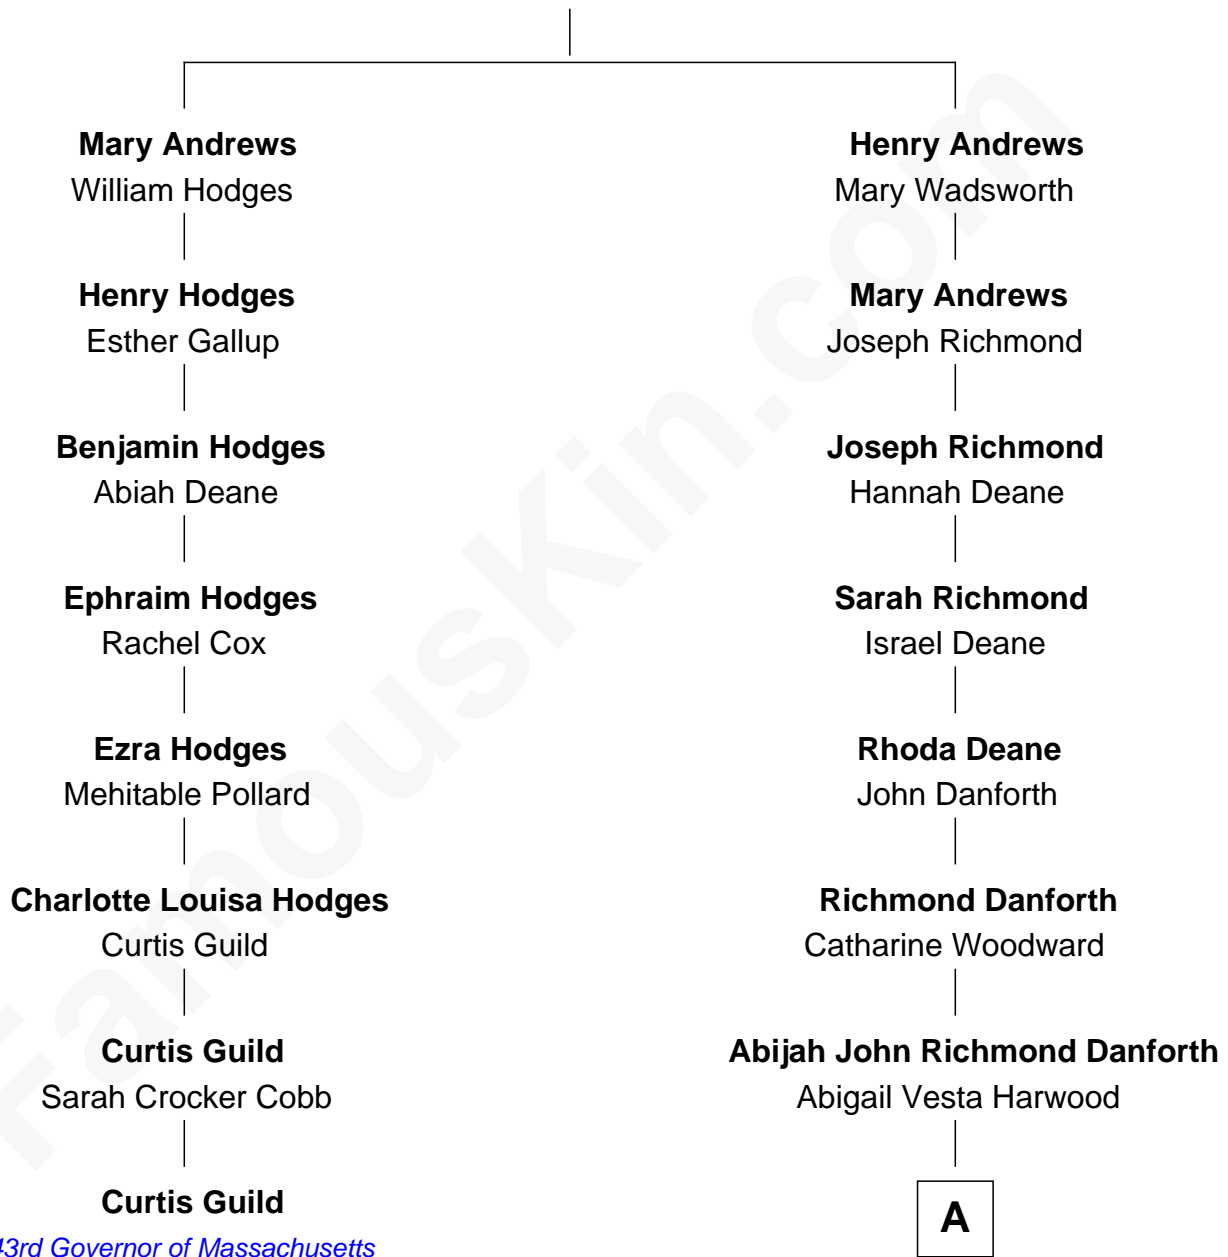 Mary Andrews
William Hodges
Henry Hodges
Esther Gallup
Benjamin Hodges
Abiah Deane
Ephraim Hodges
Rachel Cox
Ezra Hodges
Mehitable Pollard
Charlotte Louisa Hodges
Curtis Guild
Curtis Guild
Sarah Crocker Cobb
Curtis Guild
43rd Governor of Massachusetts
Henry Andrews
Mary Wadsworth
Mary Andrews
Joseph Richmond
Joseph Richmond
Hannah Deane
Sarah Richmond
Israel Deane
Rhoda Deane
John Danforth
Richmond Danforth
Catharine Woodward
Abijah John Richmond Danforth
Abigail Vesta Harwood
A
FamousKin.com